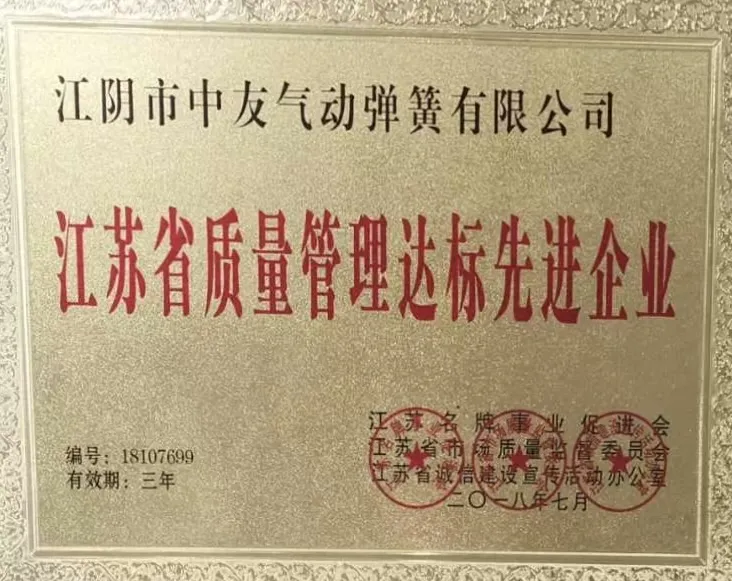 江阴市中友气动弹簧有限公司
江苏省质量管理达标先进企业
编号：18107699
有效期：三年
江苏名牌事业促进会
江苏省市场质量监督委员会
江苏省诚信建设宣传活动办公室
二〇一八年七月